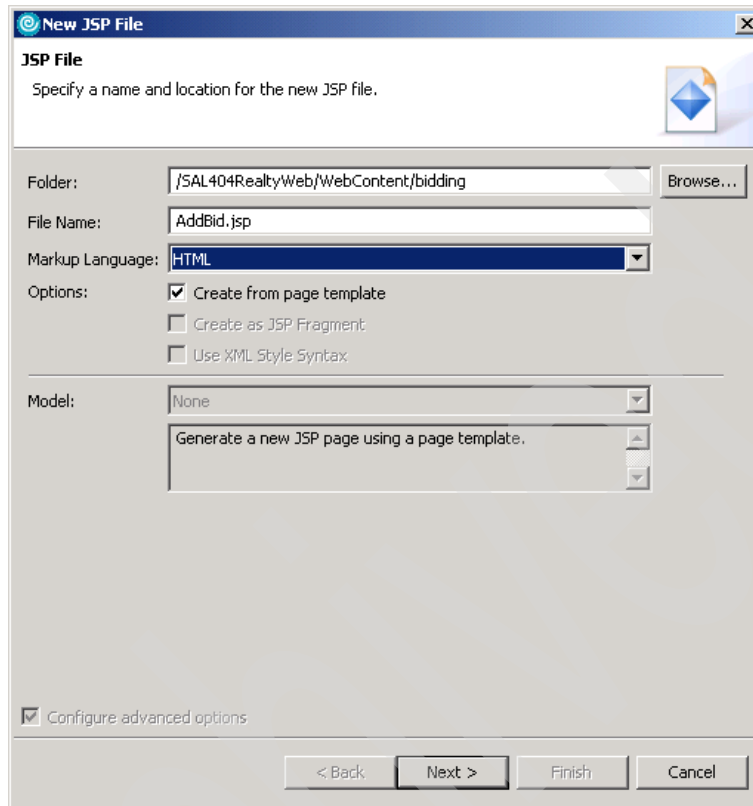 New JSP File
JSP File
Specify a name and location for the new JSP file.
Folder: /SAL404RealtyWeb/WebContent/bidding Browse...
File Name: AddBid.jsp
Markup Language: HTML
Options: Create from page template
Create as JSP Fragment
Use XML Style Syntax
Model: None
Generate a new JSP page using a page template.
Configure advanced options
< Back Next > Finish Cancel